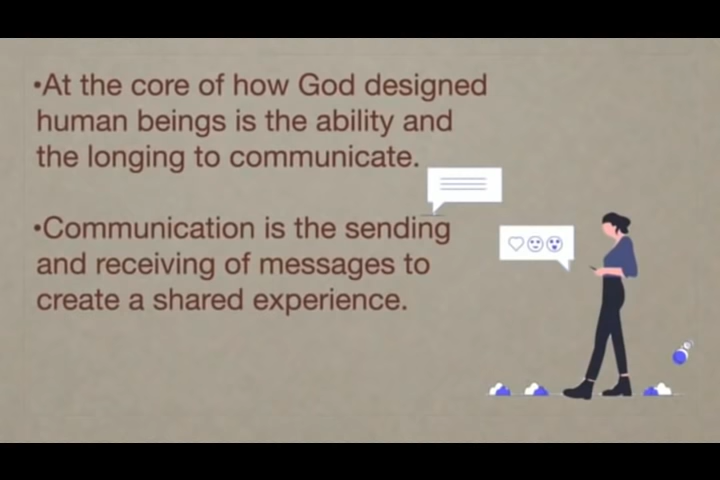 •At the core of how God designed
human beings is the ability and
the longing to communicate.
•Communication is the sending
and receiving of messages to
create a shared experience.